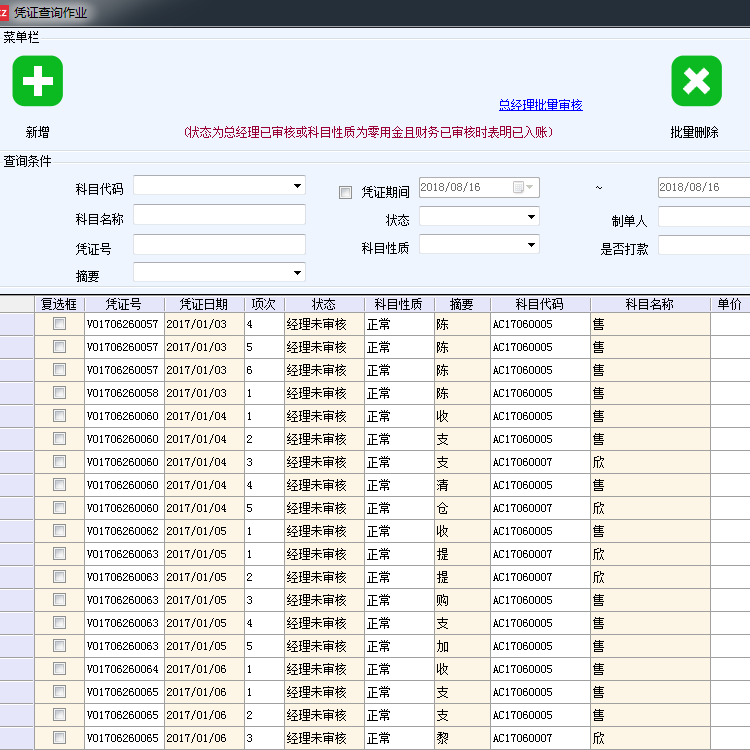 CZ 凭证查询作业
菜单栏
总经理批量审核
新增 (状态为总经理已审核或科目性质为零用金且财务已审核时表明已入账) 批量删除
查询条件
科目代码 凭证期间 2018/08/16 ~ 2018/08/16
科目名称 状态 制单人
凭证号 科目性质 是否打款
摘要
复选框 凭证号 凭证日期 项次 状态 科目性质 摘要 科目代码 科目名称 单价
V01706260057 2017/01/03 4 经理未审核 正常 陈 AC17060005 售
V01706260057 2017/01/03 5 经理未审核 正常 陈 AC17060005 售
V01706260057 2017/01/03 6 经理未审核 正常 陈 AC17060005 售
V01706260058 2017/01/03 1 经理未审核 正常 陈 AC17060005 售
V01706260060 2017/01/04 1 经理未审核 正常 收 AC17060005 售
V01706260060 2017/01/04 2 经理未审核 正常 支 AC17060005 售
V01706260060 2017/01/04 3 经理未审核 正常 支 AC17060007 欣
V01706260060 2017/01/04 4 经理未审核 正常 清 AC17060005 售
V01706260060 2017/01/04 5 经理未审核 正常 仓 AC17060007 欣
V01706260062 2017/01/05 1 经理未审核 正常 收 AC17060005 售
V01706260063 2017/01/05 1 经理未审核 正常 提 AC17060007 欣
V01706260063 2017/01/05 2 经理未审核 正常 提 AC17060007 欣
V01706260063 2017/01/05 3 经理未审核 正常 购 AC17060005 售
V01706260063 2017/01/05 4 经理未审核 正常 支 AC17060005 售
V01706260063 2017/01/05 5 经理未审核 正常 加 AC17060005 售
V01706260064 2017/01/06 1 经理未审核 正常 收 AC17060005 售
V01706260065 2017/01/06 1 经理未审核 正常 支 AC17060005 售
V01706260065 2017/01/06 2 经理未审核 正常 支 AC17060005 售
V01706260065 2017/01/06 3 经理未审核 正常 黎 AC17060007 欣